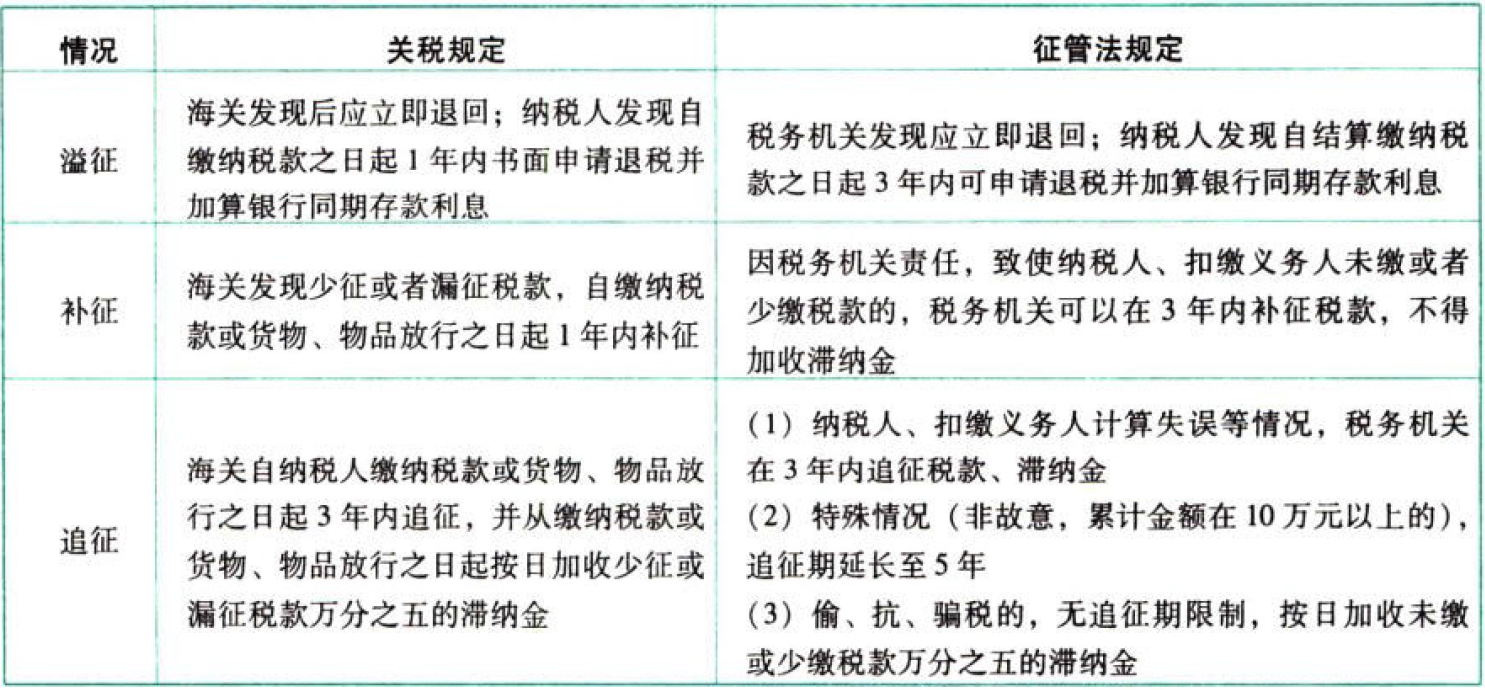 情况 关税规定 征管法规定
溢征
海关发现后应立即退回；纳税人发现自
缴纳税款之日起1年内书面申请退税并
加算银行同期存款利息
税务机关发现应立即退回；纳税人发现自结算缴纳税
款之日起3年内可申请退税并加算银行同期存款利息
补征
海关发现少征或者漏征税款，自缴纳税
款或货物、物品放行之日起1年内补征
因税务机关责任，致使纳税人、扣缴义务人未缴或者
少缴税款的，税务机关可以在3年内补征税款，不得
加收滞纳金
追征
海关自纳税人缴纳税款或货物、物品放
行之日起3年内追征，并从缴纳税款或
货物、物品放行之日起按日加收少征或
漏征税款万分之五的滞纳金
（1）纳税人、扣缴义务人计算失误等情况，税务机关
在3年内追征税款、滞纳金
（2）特殊情况（非故意，累计金额在10万元以上的），
追征期延长至5年
（3）偷、抗、骗税的，无追征期限制，按日加收未缴
或少缴税款万分之五的滞纳金